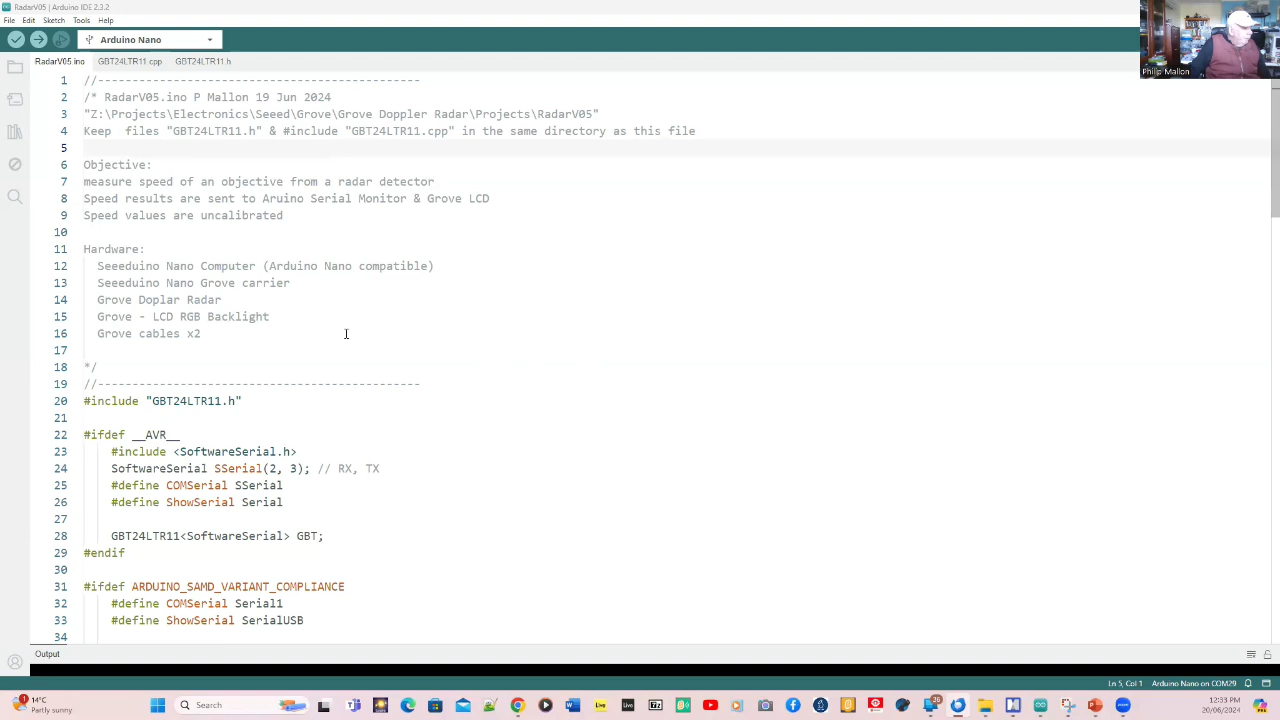 RadarV05 | Arduino IDE 2.3.2
File Edit Sketch Tools Help
Arduino Nano
RadarV05 ino GBT24LTR11 cpp GBT24LTR11 h
1 //-----------------------------------------------
2 /* RadarV05.ino P Mallon 19 Jun 2024
3 "Z:\Projects\Electronics\Seeed\Grove\Grove Doppler Radar\Projects\RadarV05"
4 Keep  files "GBT24LTR11.h" & #include "GBT24LTR11.cpp" in the same directory as this file
5
6 Objective:
7 measure speed of an objective from a radar detector
8 Speed results are sent to Aruino Serial Monitor & Grove LCD
9 Speed values are uncalibrated
10
11 Hardware:
12 Seeeduino Nano Computer (Arduino Nano compatible)
13 Seeeduino Nano Grove carrier
14 Grove Doplar Radar
15 Grove - LCD RGB Backlight
16 Grove cables x2
17
18 */
19 //-----------------------------------------------
20 #include "GBT24LTR11.h"
21
22 #ifdef __AVR__
23 #include <SoftwareSerial.h>
24 SoftwareSerial SSerial(2, 3); // RX, TX
25 #define COMSerial SSerial
26 #define ShowSerial Serial
27
28 GBT24LTR11<SoftwareSerial> GBT;
29 #endif
30
31 #ifdef ARDUINO_SAMD_VARIANT_COMPLIANCE
32 #define COMSerial Serial1
33 #define ShowSerial SerialUSB
34
Philip Mallon
Output
Ln 5, Col 1 Arduino Nano on COM29
14°C
Partly sunny
Search
36
12:33 PM
20/06/2024